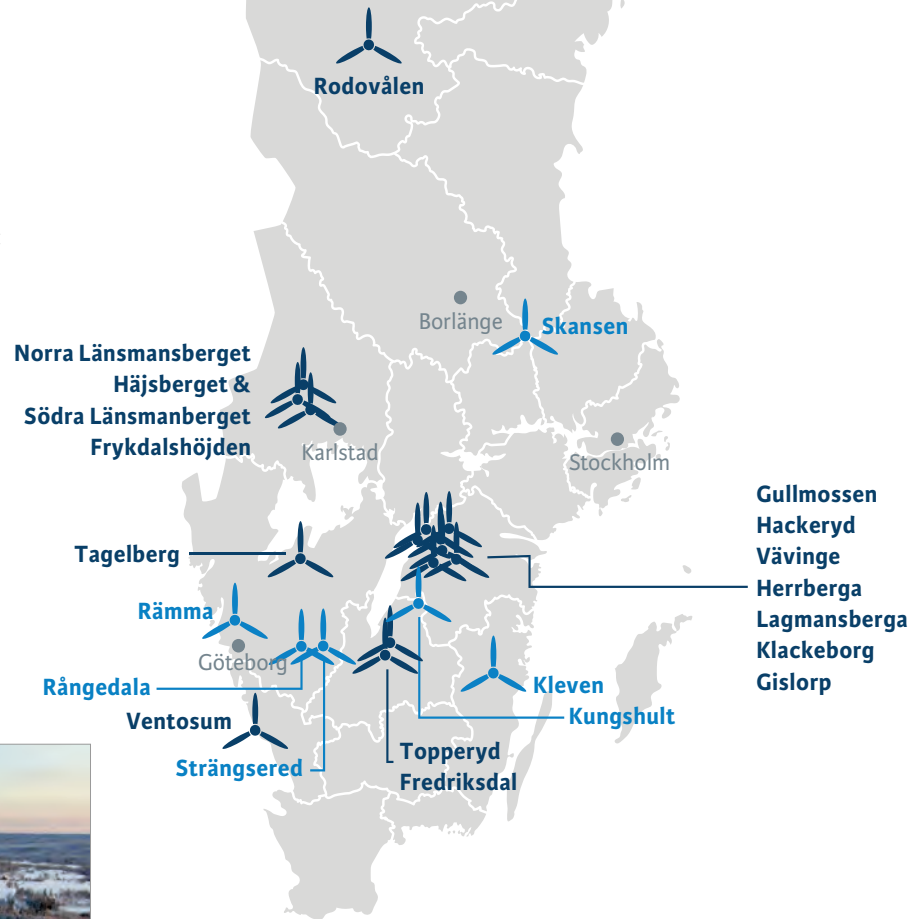 Rodovålen
Borlänge
Skansen
Norra Länsmansberget
Häjsberget &
Södra Länsmanberget
Frykdalshöjden
Karlstad
Stockholm
Gullmossen
Hackeryd
Vävinge
Herrberga
Lagmansberga
Klackeborg
Gislorp
Tagelberg
Rämma
Göteborg
Rångedala
Kleven
Kungshult
Ventosum
Strängsered
Topperyd
Fredriksdal